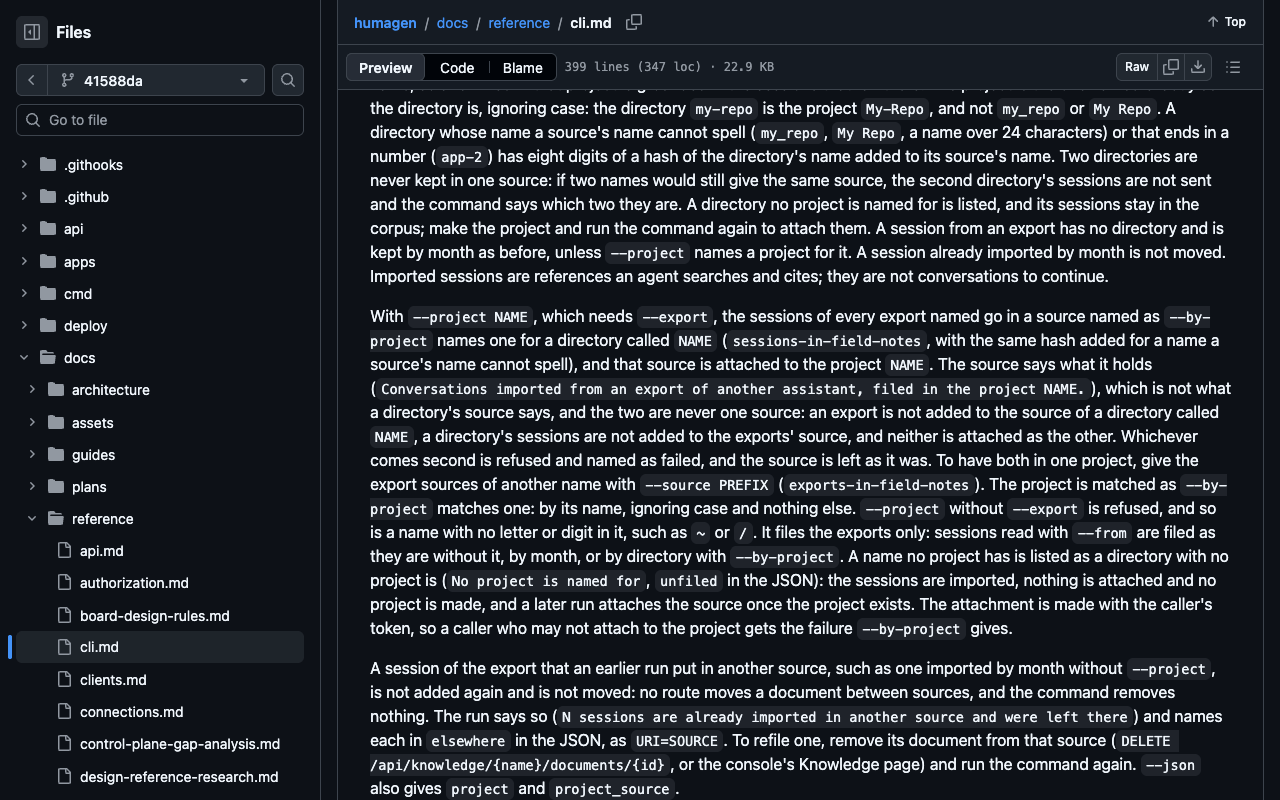 Files
41588da
Go to file
.githooks
.github
api
apps
cmd
deploy
docs
architecture
assets
guides
plans
reference
api.md
authorization.md
board-design-rules.md
cli.md
clients.md
connections.md
control-plane-gap-analysis.md
design-reference-research.md
humagen / docs / reference / cli.md
Top
Preview Code Blame 399 lines (347 loc) · 22.9 KB
Raw
the directory is, ignoring case: the directory my-repo is the project My-Repo, and not my_repo or My Repo. A
directory whose name a source's name cannot spell (my_repo, My Repo, a name over 24 characters) or that ends in a
number (app-2) has eight digits of a hash of the directory's name added to its source's name. Two directories are
never kept in one source: if two names would still give the same source, the second directory's sessions are not sent
and the command says which two they are. A directory no project is named for is listed, and its sessions stay in the
corpus; make the project and run the command again to attach them. A session from an export has no directory and is
kept by month as before, unless --project names a project for it. A session already imported by month is not moved.
Imported sessions are references an agent searches and cites; they are not conversations to continue.
With --project NAME, which needs --export, the sessions of every export named go in a source named as --by-
project names one for a directory called NAME (sessions-in-field-notes, with the same hash added for a name a
source's name cannot spell), and that source is attached to the project NAME. The source says what it holds
(Conversations imported from an export of another assistant, filed in the project NAME.), which is not what
a directory's source says, and the two are never one source: an export is not added to the source of a directory called
NAME, a directory's sessions are not added to the exports' source, and neither is attached as the other. Whichever
comes second is refused and named as failed, and the source is left as it was. To have both in one project, give the
export sources of another name with --source PREFIX (exports-in-field-notes). The project is matched as --by-
project matches one: by its name, ignoring case and nothing else. --project without --export is refused, and so
is a name with no letter or digit in it, such as ~ or /. It files the exports only: sessions read with --from are filed as
they are without it, by month, or by directory with --by-project. A name no project has is listed as a directory with no
project is (No project is named for, unfiled in the JSON): the sessions are imported, nothing is attached and no
project is made, and a later run attaches the source once the project exists. The attachment is made with the caller's
token, so a caller who may not attach to the project gets the failure --by-project gives.
A session of the export that an earlier run put in another source, such as one imported by month without --project,
is not added again and is not moved: no route moves a document between sources, and the command removes
nothing. The run says so (N sessions are already imported in another source and were left there) and names
each in elsewhere in the JSON, as URI=SOURCE. To refile one, remove its document from that source (DELETE
/api/knowledge/{name}/documents/{id}, or the console's Knowledge page) and run the command again. --json
also gives project and project_source.